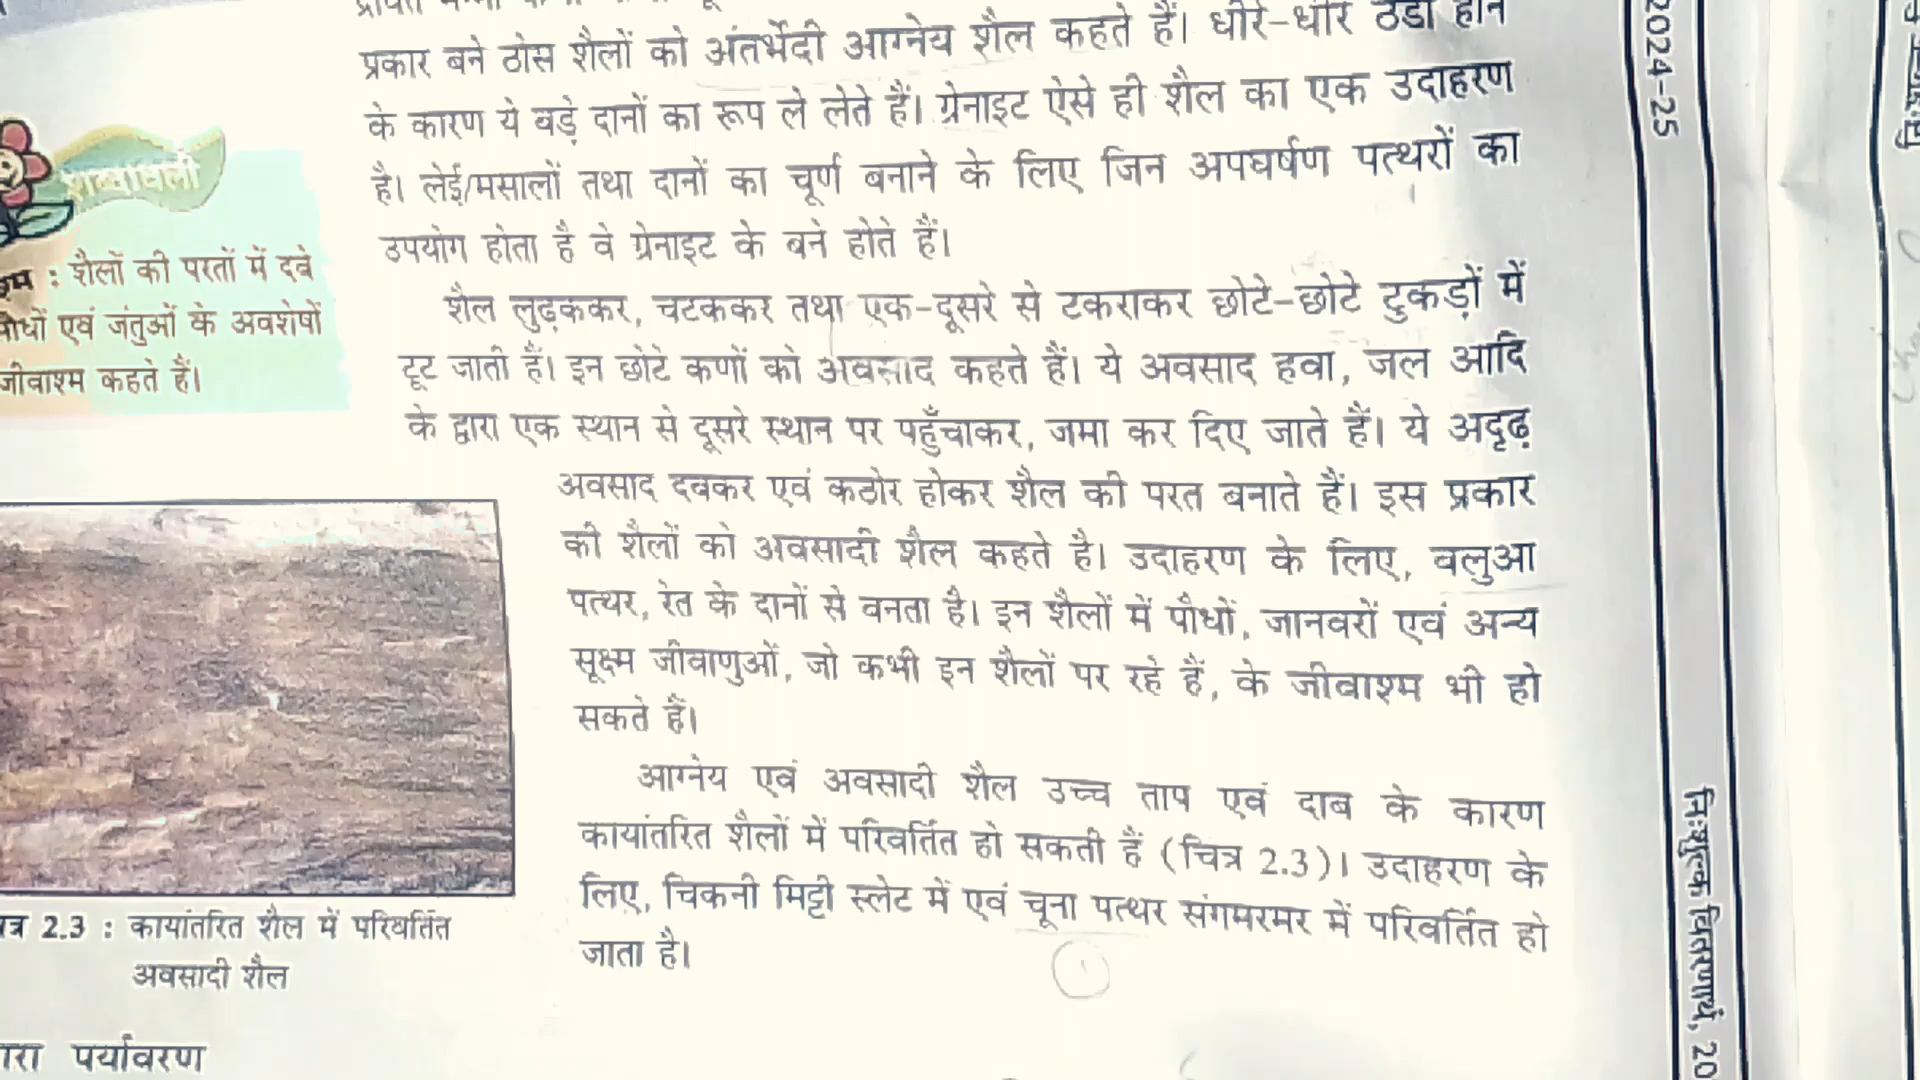 प्रकार बने ठोस शैलों को अंतर्भेदी आग्नेय शैल कहते हैं। धीरे-धीरे ठंडा होने
के कारण ये बड़े दानों का रूप ले लेते हैं। ग्रेनाइट ऐसे ही शैल का एक उदाहरण
है। लेई/मसालों तथा दानों का चूर्ण बनाने के लिए जिन अपघर्षण पत्थरों का
उपयोग होता है वे ग्रेनाइट के बने होते हैं।
शब्दावली
: शैलों की परतों में दबे
एवं जंतुओं के अवशेषों
जीवाश्म कहते हैं।
शैल लुढ़ककर, चटककर तथा एक-दूसरे से टकराकर छोटे-छोटे टुकड़ों में
टूट जाती हैं। इन छोटे कणों को अवसाद कहते हैं। ये अवसाद हवा, जल आदि
के द्वारा एक स्थान से दूसरे स्थान पर पहुँचाकर, जमा कर दिए जाते हैं। ये अदृढ़
अवसाद दबकर एवं कठोर होकर शैल की परत बनाते हैं। इस प्रकार
की शैलों को अवसादी शैल कहते है। उदाहरण के लिए, बलुआ
पत्थर, रेत के दानों से बनता है। इन शैलों में पौधों, जानवरों एवं अन्य
सूक्ष्म जीवाणुओं, जो कभी इन शैलों पर रहे हैं, के जीवाश्म भी हो
सकते हैं।
आग्नेय एवं अवसादी शैल उच्च ताप एवं दाब के कारण
कायांतरित शैलों में परिवर्तित हो सकती हैं (चित्र 2.3)। उदाहरण के
लिए, चिकनी मिट्टी स्लेट में एवं चूना पत्थर संगमरमर में परिवर्तित हो
जाता है।
2.3 : कायांतरित शैल में परिवर्तित
अवसादी शैल
पर्यावरण
2024-25
निःशुल्क वितरणार्थ, 20